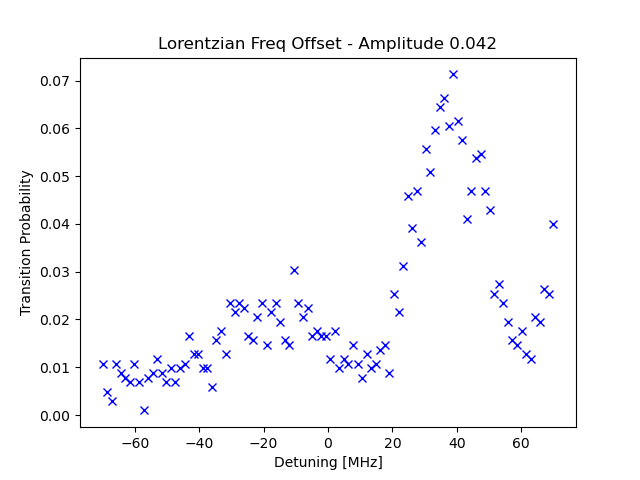 Lorentzian Freq Offset - Amplitude 0.042
Transition Probability
0.07
0.06
0.05
0.04
0.03
0.02
0.01
0.00
−60 −40 −20 0 20 40 60
Detuning [MHz]